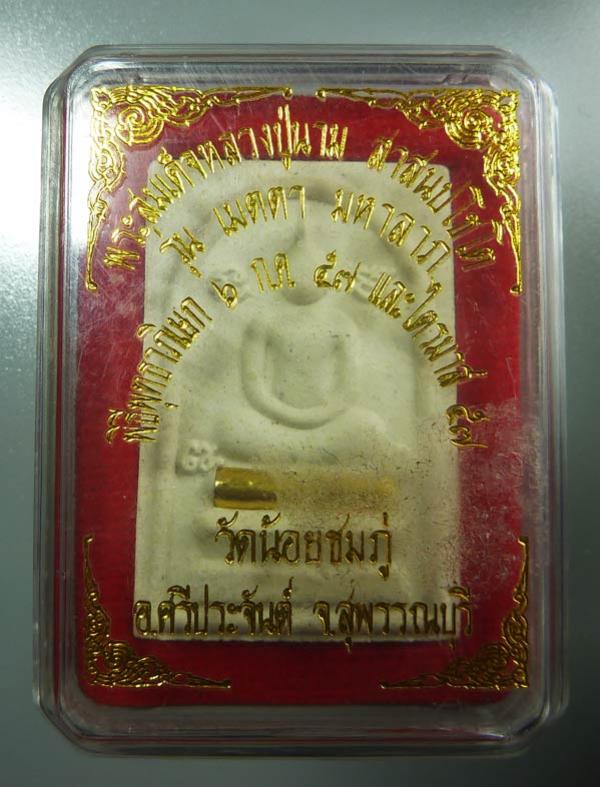 พระสมเด็จหลวงปู่นาม สาสนปโชโต
รุ่น เมตตา มหาลาภ
พิธีพุทธาภิเษก ๖ ก.ค. ๕๗ และไตรมาส ๕๗
วัดน้อยชมภู่
อ.ศรีประจันต์ จ.สุพรรณบุรี